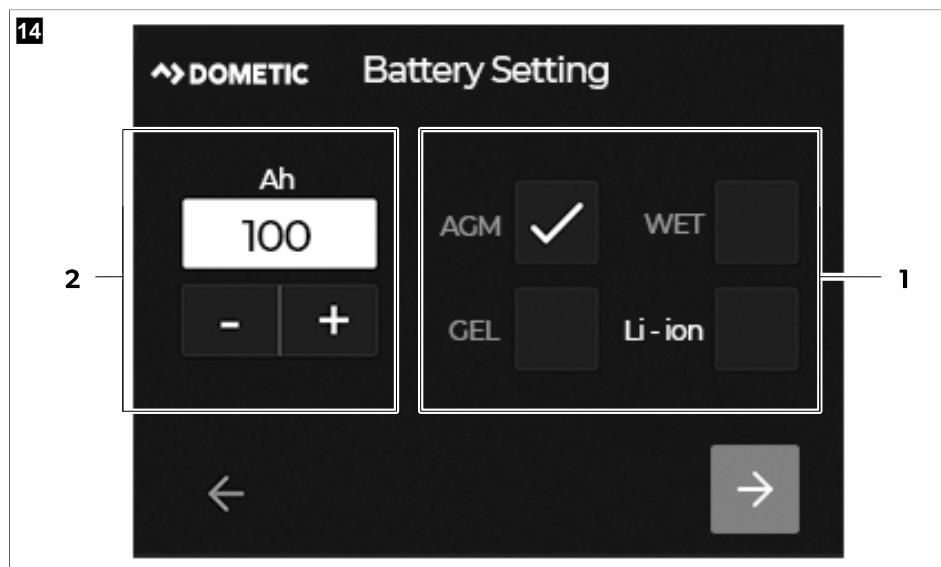 14
DOMETIC Battery Setting
Ah
100
- +
AGM WET
GEL Li - ion
2
1